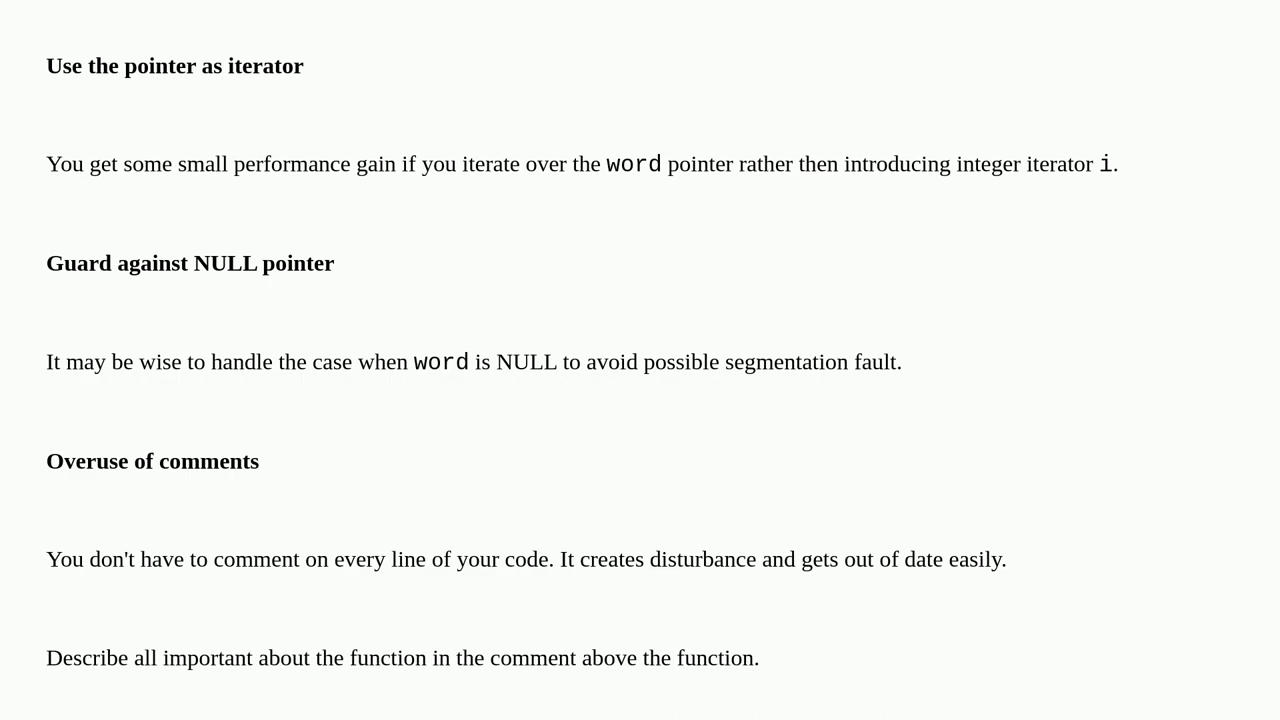 Use the pointer as iterator
You get some small performance gain if you iterate over the word pointer rather then introducing integer iterator i.
Guard against NULL pointer
It may be wise to handle the case when word is NULL to avoid possible segmentation fault.
Overuse of comments
You don't have to comment on every line of your code. It creates disturbance and gets out of date easily.
Describe all important about the function in the comment above the function.